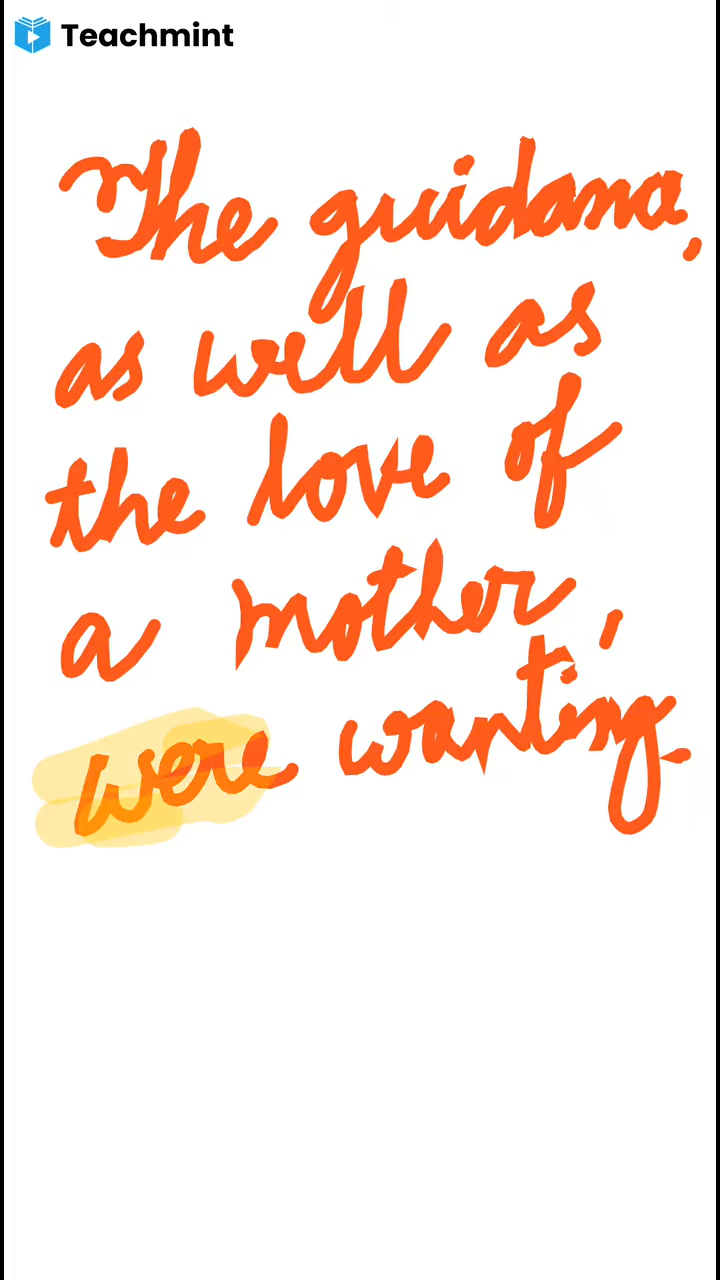 Teachmint
The guidance,
as well as
the love of
a mother,
were wanting.